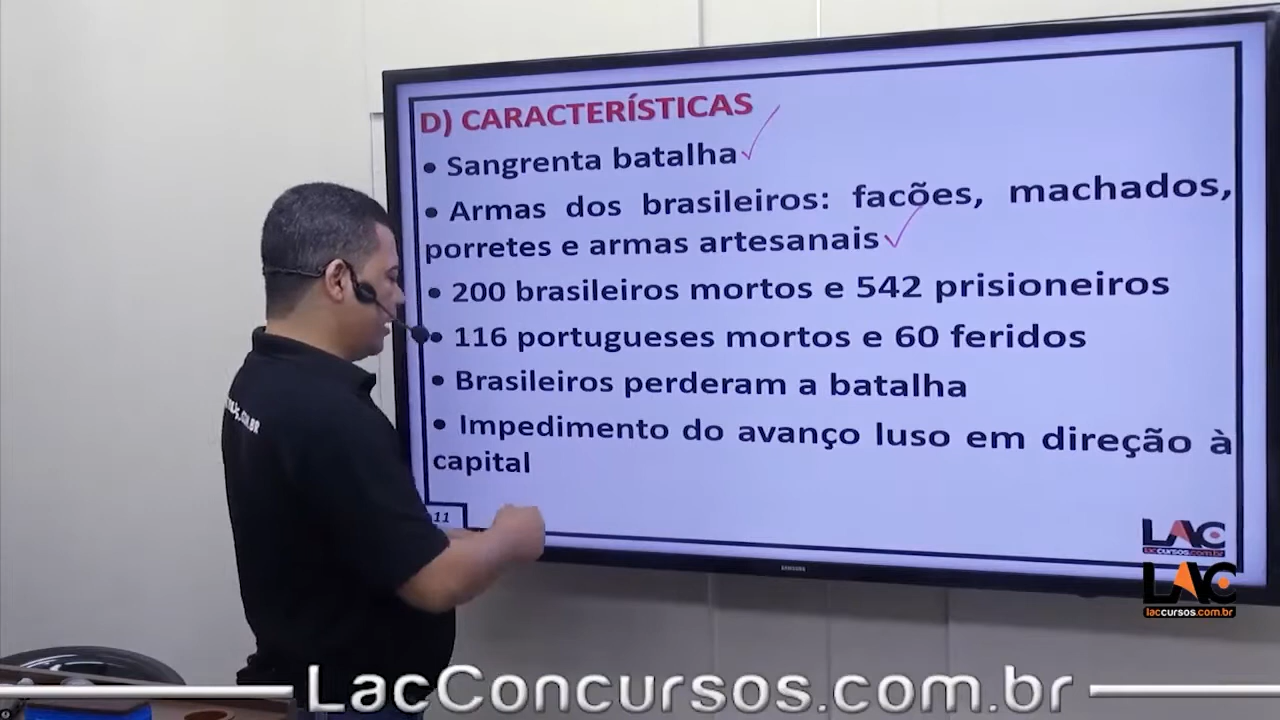 D) CARACTERÍSTICAS
• Sangrenta batalha
• Armas dos brasileiros: facões, machados,
porretes e armas artesanais
• 200 brasileiros mortos e 542 prisioneiros
• 116 portugueses mortos e 60 feridos
• Brasileiros perderam a batalha
• Impedimento do avanço luso em direção à
capital
11
LAC
laccursos.com.br
SAMSUNG
LAC
laccursos.com.br
LacConcursos.com.br